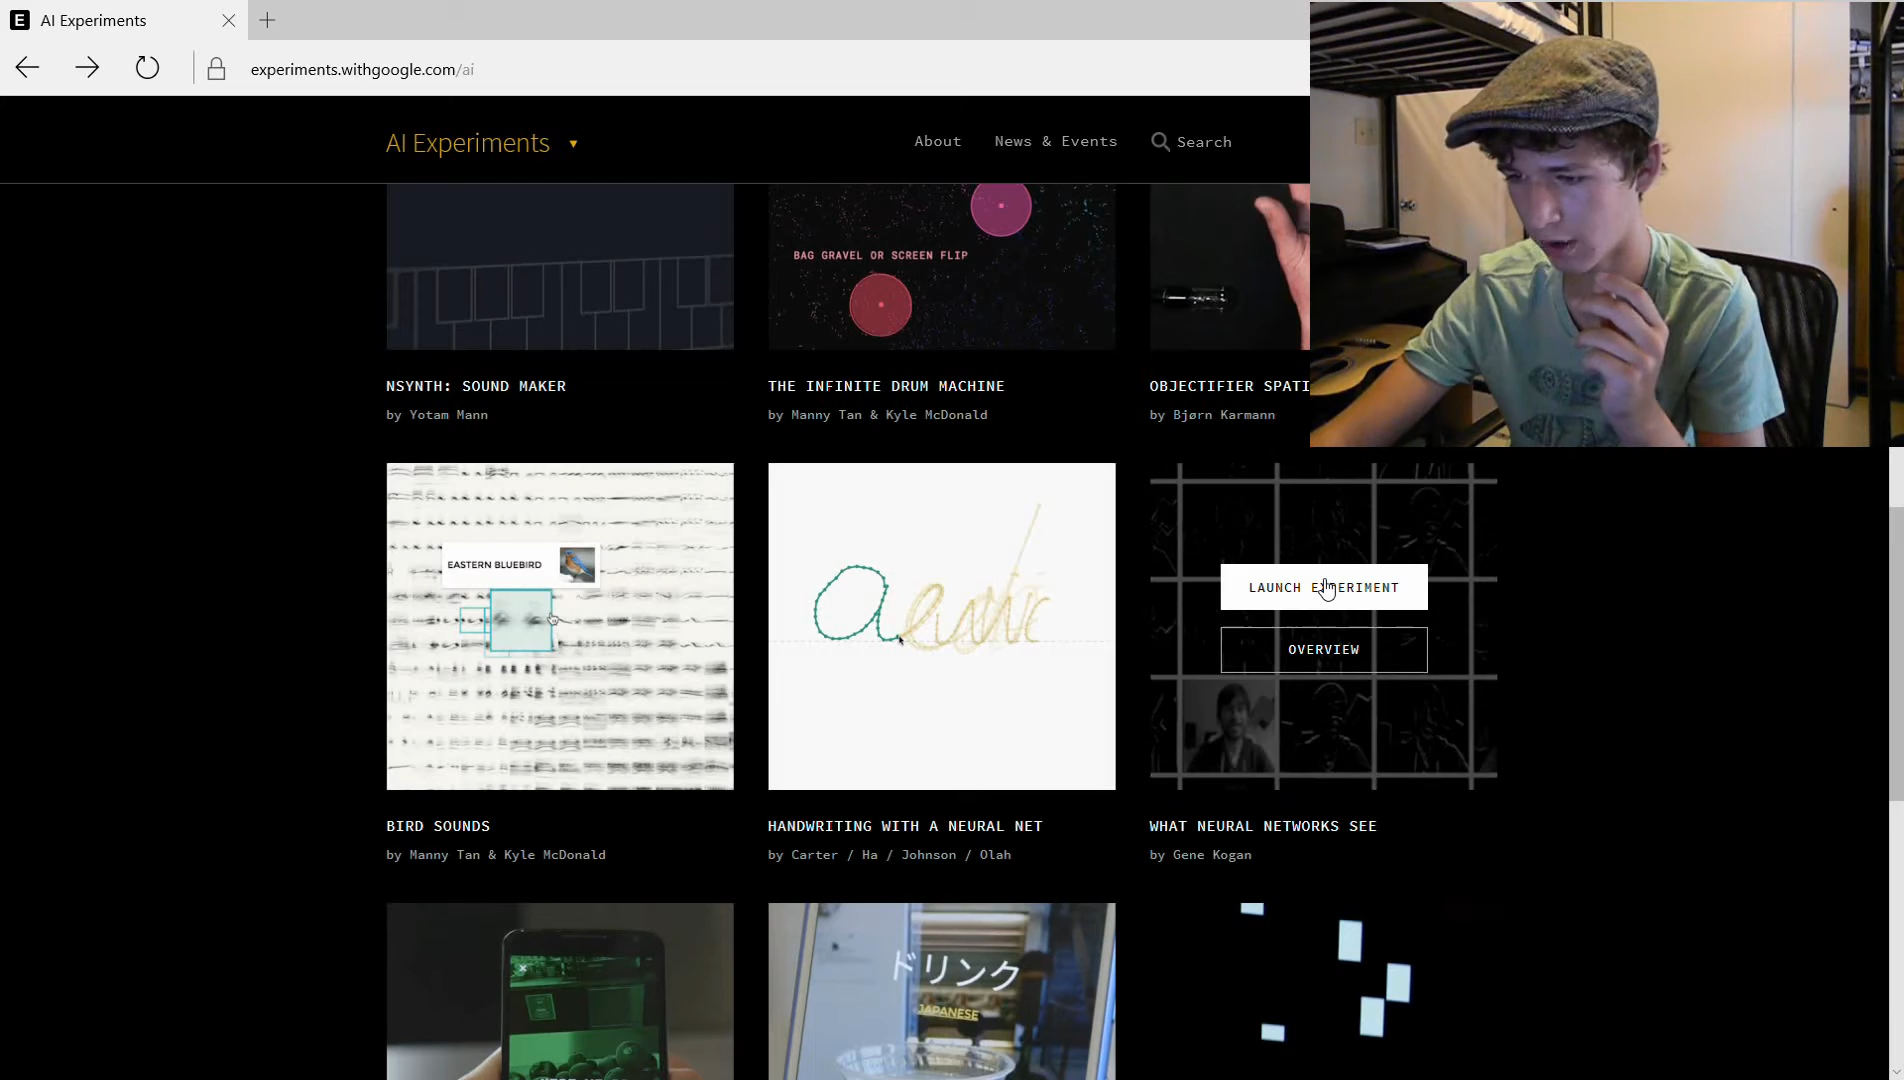 E AI Experiments
experiments.withgoogle.com/ai
AI Experiments
About
News & Events
Search
BAG GRAVEL OR SCREEN FLIP
NSYNTH: SOUND MAKER
by Yotam Mann
THE INFINITE DRUM MACHINE
by Manny Tan & Kyle McDonald
OBJECTIFIER SPATI
by Bjørn Karmann
EASTERN BLUEBIRD
LAUNCH EXPERIMENT
OVERVIEW
BIRD SOUNDS
by Manny Tan & Kyle McDonald
HANDWRITING WITH A NEURAL NET
by Carter / Ha / Johnson / Olah
WHAT NEURAL NETWORKS SEE
by Gene Kogan
ドリンク
JAPANESE